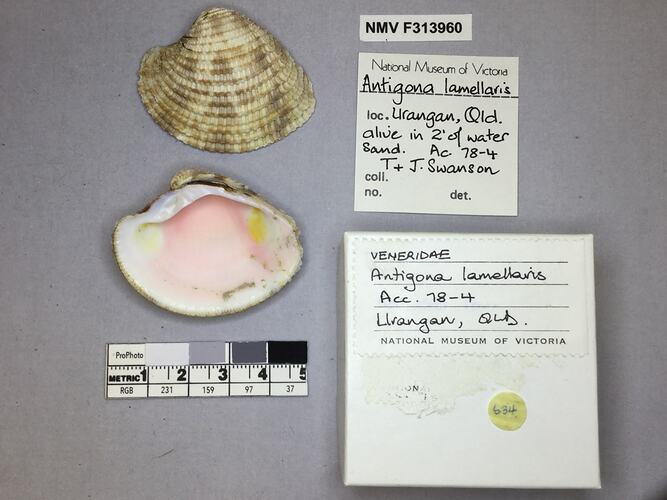 NMV F313960
National Museum of Victoria
Antigona lamellaris
loc. Urangan, Qld.
alive in 2' of water
sand. Ac 78-4
T + J. Swanson
coll.
no. det.
VENERIDAE
Antigona lamellaris
Acc. 78-4
Urangan, QLD.
NATIONAL MUSEUM OF VICTORIA
634
ProPhoto
METRIC 1 2 3 4 5
RGB 231 159 97 37